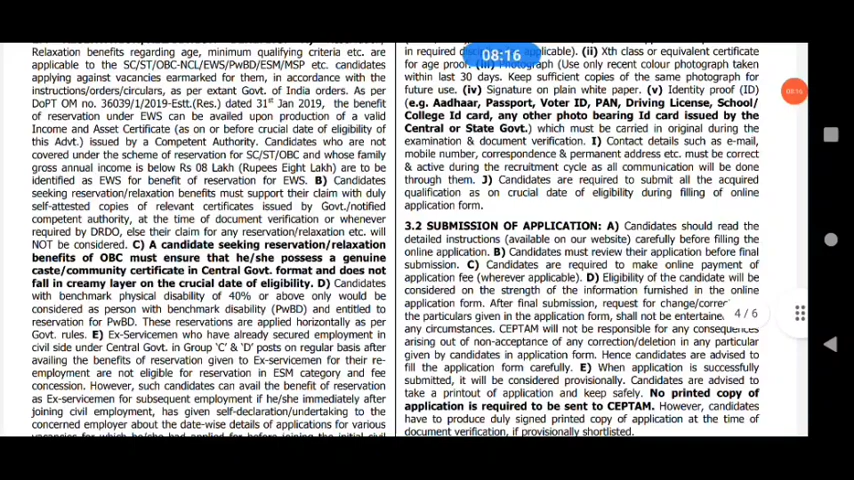 08:16
Relaxation benefits regarding age, minimum qualifying criteria etc. are
applicable to the SC/ST/OBC-NCL/EWS/PwBD/ESM/MSP etc. candidates
applying against vacancies earmarked for them, in accordance with the
instructions/orders/circulars, as per extant Govt. of India orders. As per
DoPT OM no. 36039/1/2019-Estt.(Res.) dated 31st Jan 2019, the benefit
of reservation under EWS can be availed upon production of a valid
Income and Asset Certificate (as on or before crucial date of eligibility of
this Advt.) issued by a Competent Authority. Candidates who are not
covered under the scheme of reservation for SC/ST/OBC and whose family
gross annual income is below Rs 08 Lakh (Rupees Eight Lakh) are to be
identified as EWS for benefit of reservation for EWS. B) Candidates
seeking reservation/relaxation benefits must support their claim with duly
self-attested copies of relevant certificates issued by Govt./notified
competent authority, at the time of document verification or whenever
required by DRDO, else their claim for any reservation/relaxation etc. will
NOT be considered. C) A candidate seeking reservation/relaxation
benefits of OBC must ensure that he/she possess a genuine
caste/community certificate in Central Govt. format and does not
fall in creamy layer on the crucial date of eligibility. D) Candidates
with benchmark physical disability of 40% or above only would be
considered as person with benchmark disability (PwBD) and entitled to
reservation for PwBD. These reservations are applied horizontally as per
Govt. rules. E) Ex-Servicemen who have already secured employment in
civil side under Central Govt. in Group 'C' & 'D' posts on regular basis after
availing the benefits of reservation given to Ex-servicemen for their re-
employment are not eligible for reservation in ESM category and fee
concession. However, such candidates can avail the benefit of reservation
as Ex-servicemen for subsequent employment if he/she immediately after
joining civil employment, has given self-declaration/undertaking to the
concerned employer about the date-wise details of applications for various
vacancies for which he/she had applied for before joining the initial civil
in required applicable). (ii) Xth class or equivalent certificate
for age proof. (iii) Photograph (Use only recent colour photograph taken
within last 30 days. Keep sufficient copies of the same photograph for
future use. (iv) Signature on plain white paper. (v) Identity proof (ID)
(e.g. Aadhaar, Passport, Voter ID, PAN, Driving License, School/
College Id card, any other photo bearing Id card issued by the
Central or State Govt.) which must be carried in original during the
examination & document verification. I) Contact details such as e-mail,
mobile number, correspondence & permanent address etc. must be correct
& active during the recruitment cycle as all communication will be done
through them. J) Candidates are required to submit all the acquired
qualification as on crucial date of eligibility during filling of online
application form.
3.2 SUBMISSION OF APPLICATION: A) Candidates should read the
detailed instructions (available on our website) carefully before filling the
online application. B) Candidates must review their application before final
submission. C) Candidates are required to make online payment of
application fee (wherever applicable). D) Eligibility of the candidate will be
considered on the strength of the information furnished in the online
application form. After final submission, request for change/correc
the particulars given in the application form, shall not be entertaine
any circumstances. CEPTAM will not be responsible for any consequences
arising out of non-acceptance of any correction/deletion in any particular
given by candidates in application form. Hence candidates are advised to
fill the application form carefully. E) When application is successfully
submitted, it will be considered provisionally. Candidates are advised to
take a printout of application and keep safely. No printed copy of
application is required to be sent to CEPTAM. However, candidates
have to produce duly signed printed copy of application at the time of
document verification, if provisionally shortlisted.
4/6